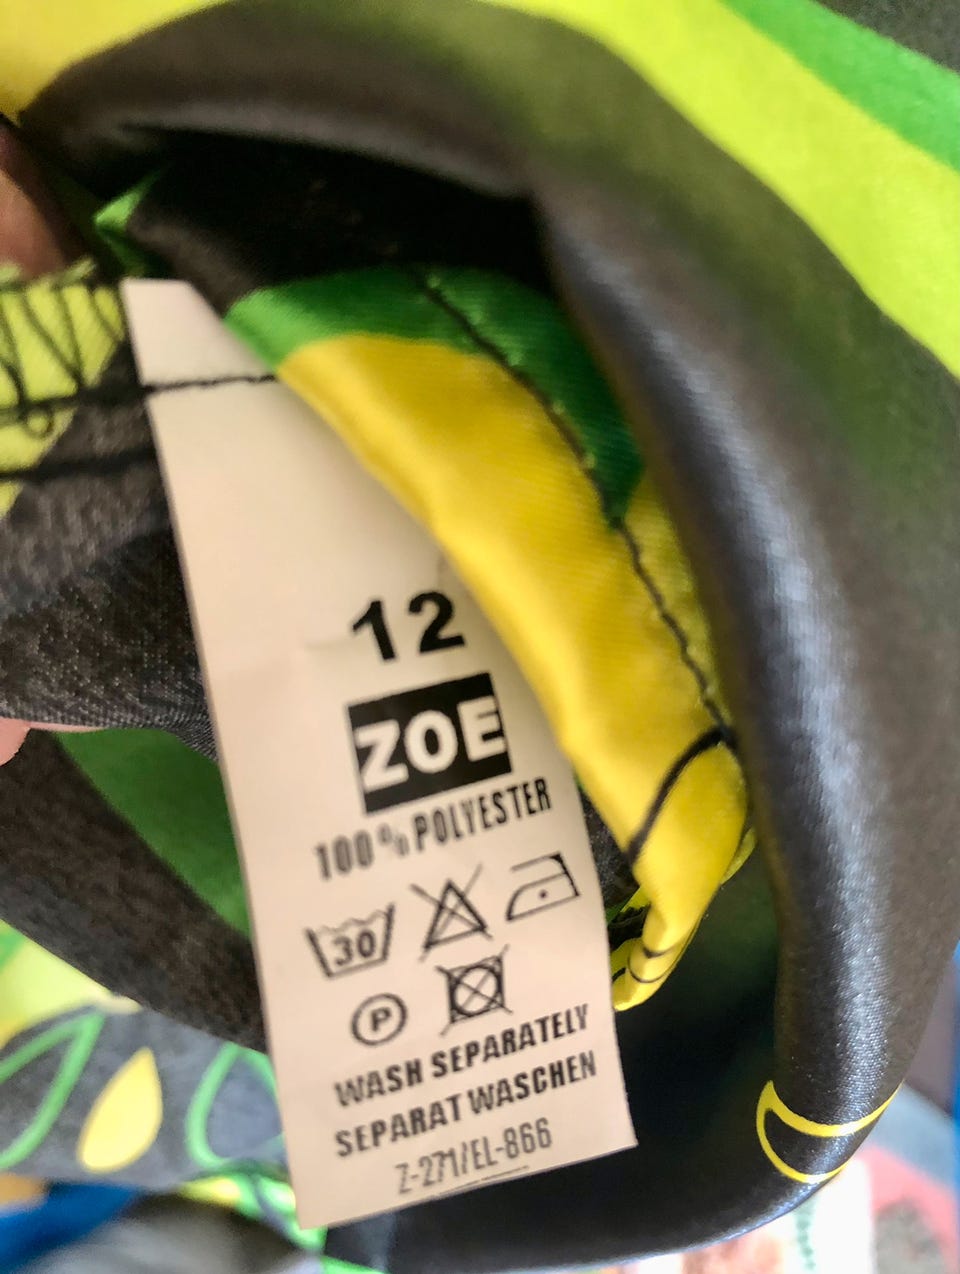 12
ZOE
100% POLYESTER
30
P
WASH SEPARATELY
SEPARAT WASCHEN
Z-271/EL-866